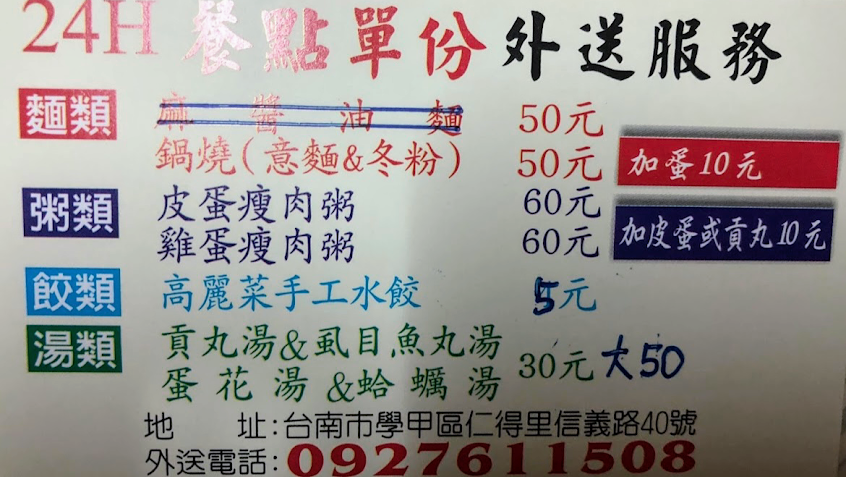 24H 餐點單份外送服務
麵類 麻醬油麵 50元
鍋燒(意麵&冬粉) 50元 加蛋10元
粥類 皮蛋瘦肉粥 60元
雞蛋瘦肉粥 60元 加皮蛋或貢丸10元
餃類 高麗菜手工水餃 5元
湯類 貢丸湯&虱目魚丸湯
蛋花湯&蛤蠣湯 30元大50
地 址:台南市學甲區仁得里信義路40號
外送電話:0927611508